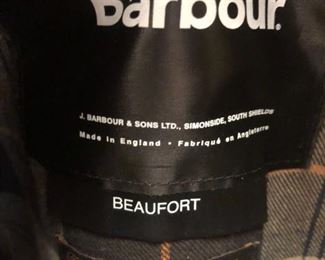 Barbour.
J. BARBOUR & SONS LTD., SIMONSIDE, SOUTH SHIELDS
Made in England • Fabriqué en Angleterre
BEAUFORT